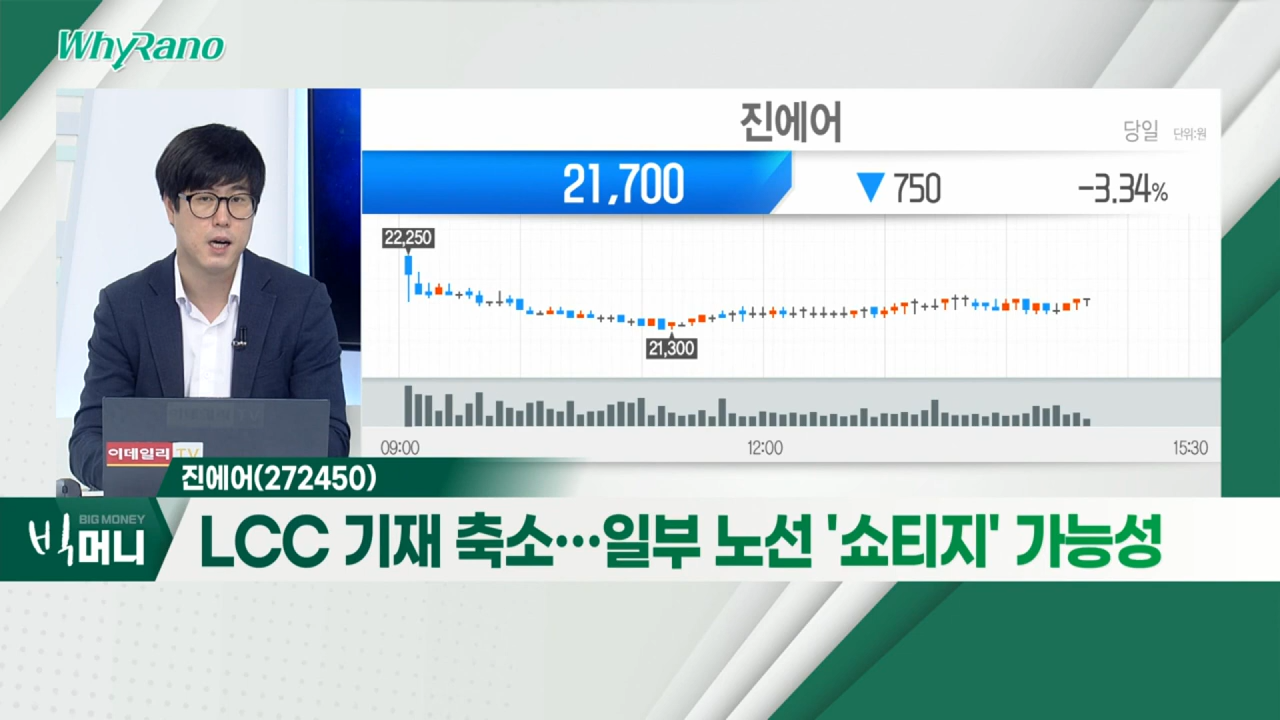 WhyRano
진에어
당일 단위:원
21,700 ▼ 750 -3.34%
22,250
21,300
09:00 12:00 15:30
이데일리 TV
진에어(272450)
BIG MONEY
빅머니
LCC 기재 축소…일부 노선 '쇼티지' 가능성